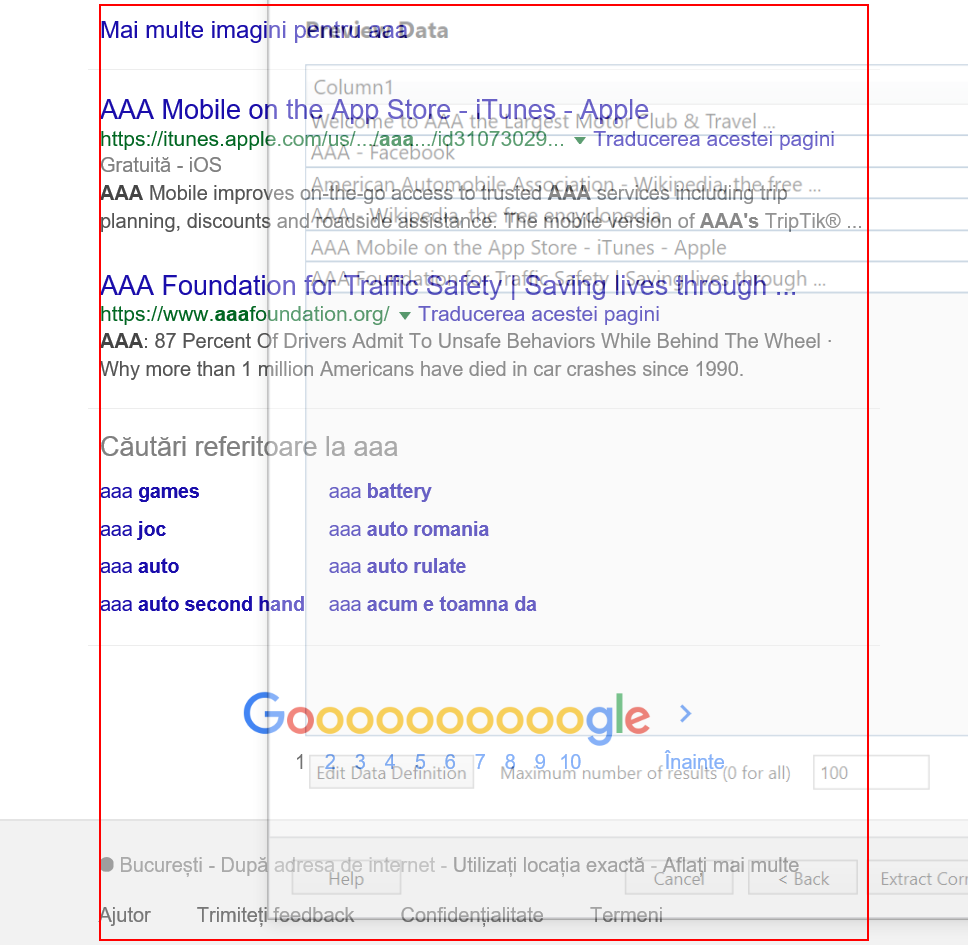 Mai multe imagini pentru aaa
Preview Data
Column1
AAA Mobile on the App Store - iTunes - Apple
Welcome to AAA the Largest Motor Club & Travel ...
https://itunes.apple.com/us/.../aaa.../id31073029... Traducerea acestei pagini
AAA - Facebook
Gratuită - iOS
American Automobile Association - Wikipedia, the free ...
AAA Mobile improves on-the-go access to trusted AAA services including trip
AAA - Wikipedia, the free encyclopedia
planning, discounts and roadside assistance. The mobile version of AAA's TripTik® ...
AAA Mobile on the App Store - iTunes - Apple
AAA Foundation for Traffic Safety | Saving lives through ...
AAA Foundation for Traffic Safety | Saving lives through ...
https://www.aaafoundation.org/ Traducerea acestei pagini
AAA: 87 Percent Of Drivers Admit To Unsafe Behaviors While Behind The Wheel ·
Why more than 1 million Americans have died in car crashes since 1990.
Căutări referitoare la aaa
aaa games aaa battery
aaa joc aaa auto romania
aaa auto aaa auto rulate
aaa auto second hand aaa acum e toamna da
Goooooooooogle >
1 2 3 4 5 6 7 8 9 10 Înainte
Edit Data Definition Maximum number of results (0 for all) 100
București - După adresa de internet - Utilizați locația exactă - Aflați mai multe
Help Cancel < Back Extract Corr
Ajutor Trimiteți feedback Confidențialitate Termeni